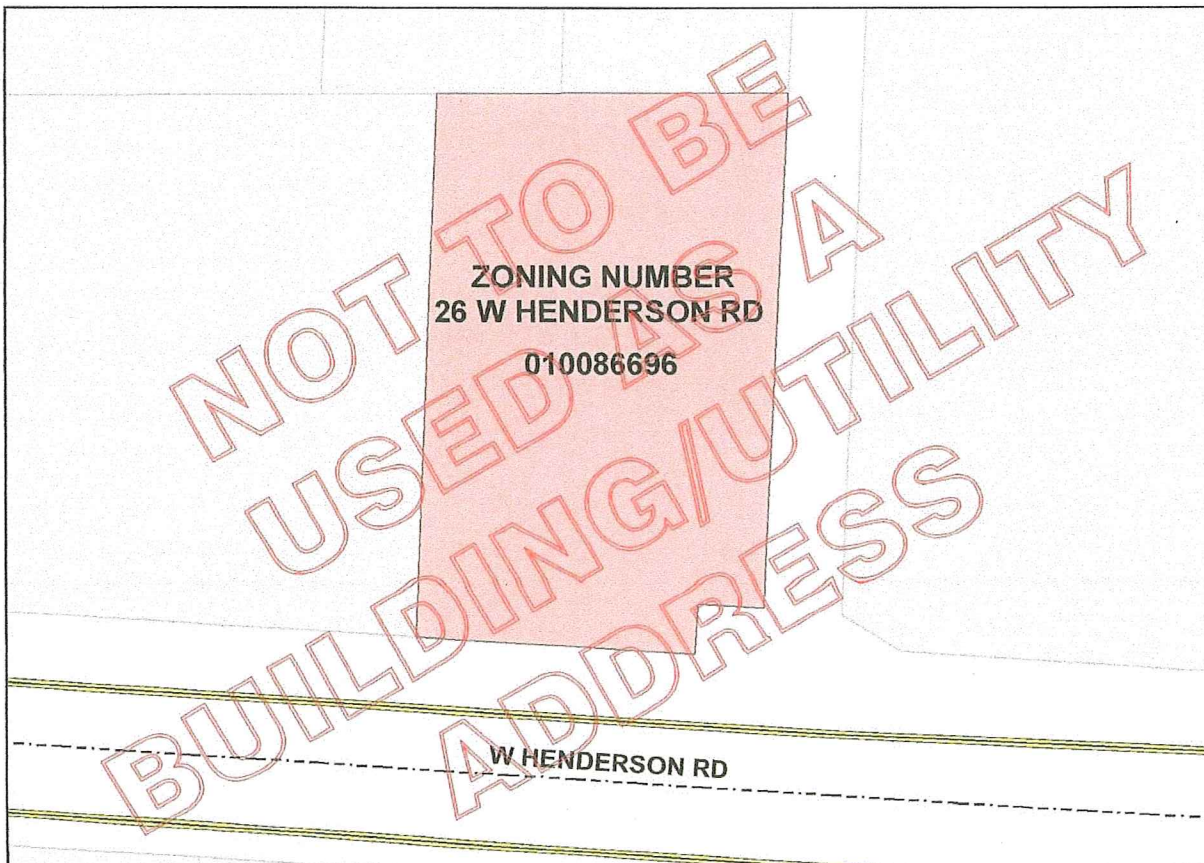 ZONING NUMBER
26 W HENDERSON RD
010086696
NOT TO BE
USED AS A
BUILDING/UTILITY
ADDRESS
W HENDERSON RD